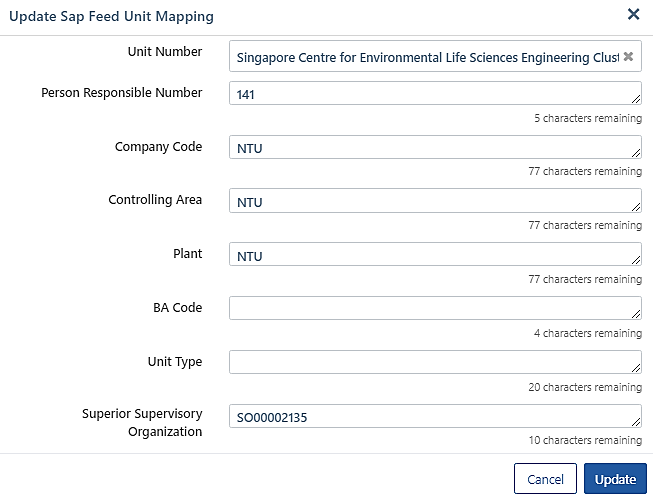 Update Sap Feed Unit Mapping
Unit Number
Singapore Centre for Environmental Life Sciences Engineering Clust
Person Responsible Number
141
5 characters remaining
Company Code
NTU
77 characters remaining
Controlling Area
NTU
77 characters remaining
Plant
NTU
77 characters remaining
BA Code
4 characters remaining
Unit Type
20 characters remaining
Superior Supervisory
Organization
SO00002135
10 characters remaining
Cancel
Update